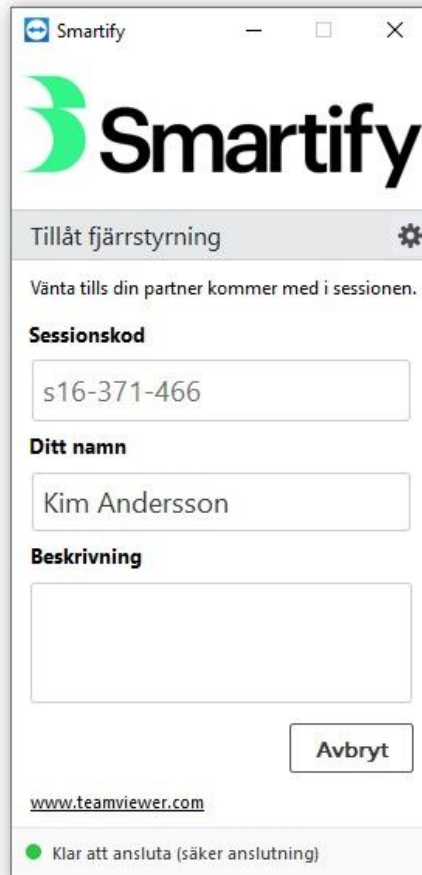 Smartify
Smartify
Tillåt fjärrstyrning
Vänta tills din partner kommer med i sessionen.
Sessionskod
s16-371-466
Ditt namn
Kim Andersson
Beskrivning
Avbryt
www.teamviewer.com
Klar att ansluta (säker anslutning)